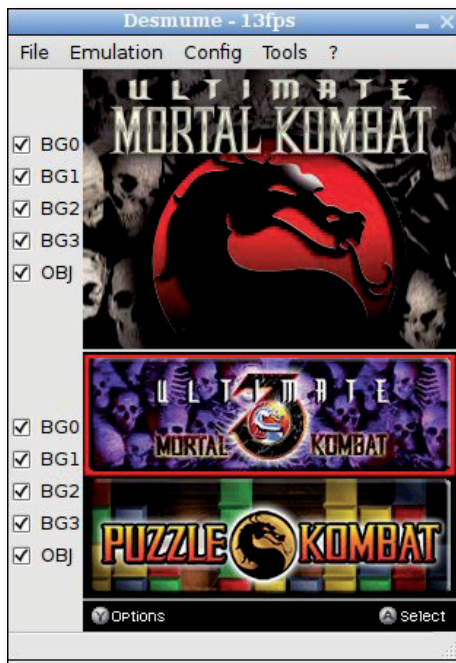 Desmume - 13fps
File Emulation Config Tools ?
ULTIMATE
MORTAL KOMBAT
BG0
BG1
BG2
BG3
OBJ
ULTIMATE
MORTAL 3 KOMBAT
BG0
BG1
BG2
BG3
OBJ
PUZZLE KOMBAT
Y Options A Select